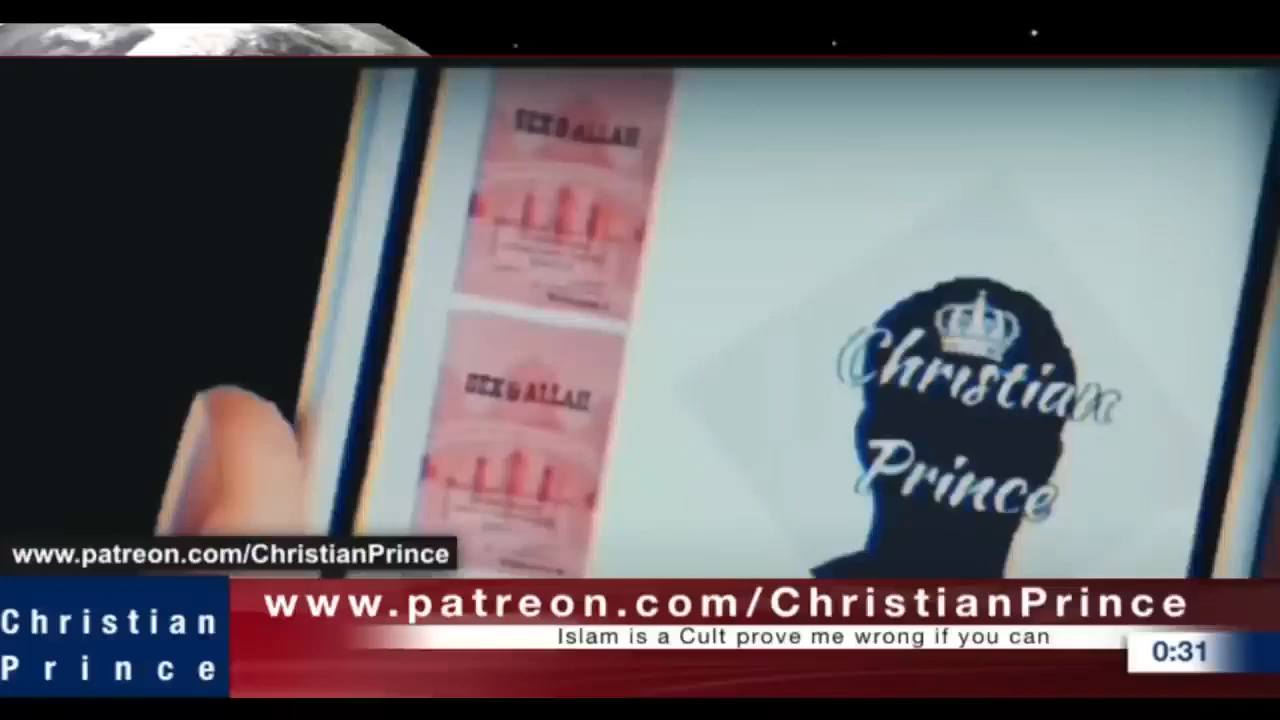 SEX & ALLAH
SEX & ALLAH
Christian
Prince
www.patreon.com/ChristianPrince
Christian
Prince
www.patreon.com/ChristianPrince
Islam is a Cult prove me wrong if you can
0:31